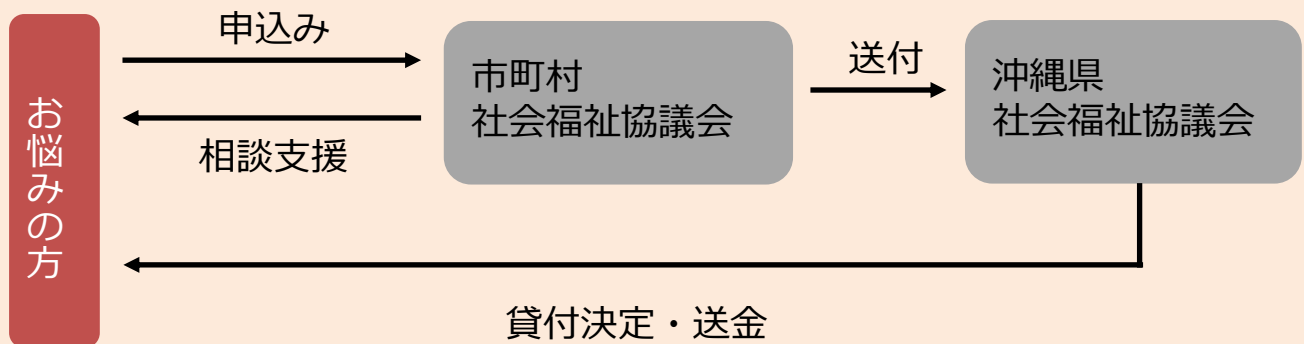 お悩みの方
申込み
相談支援
市町村
社会福祉協議会
送付
沖縄県
社会福祉協議会
貸付決定・送金